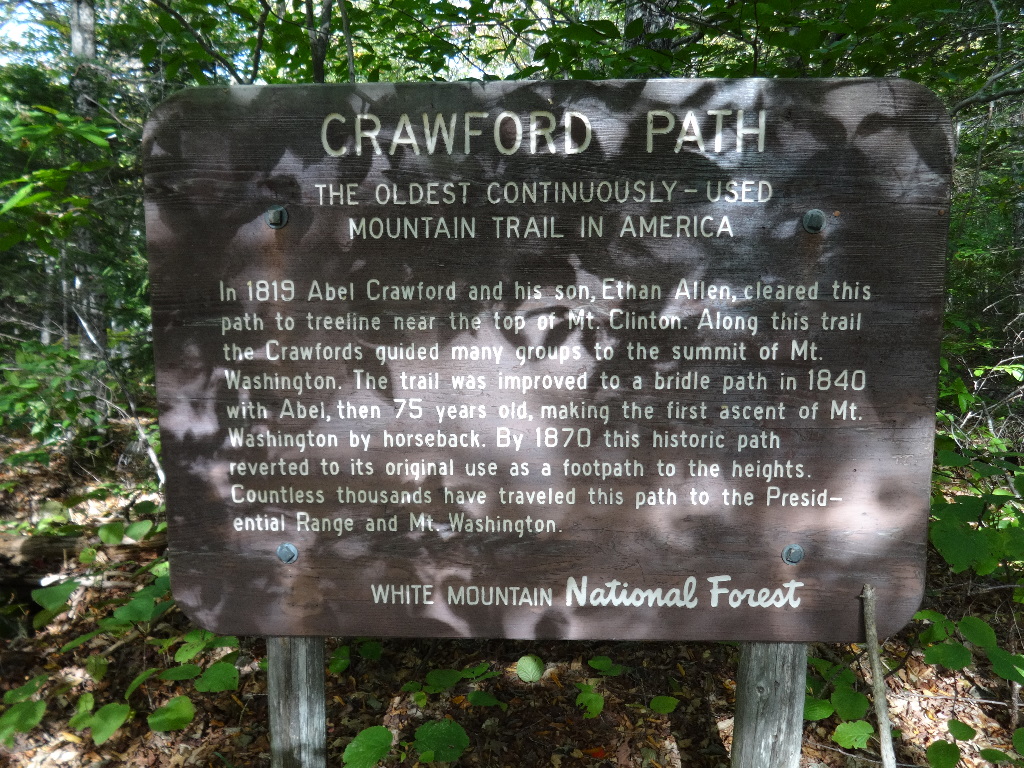 CRAWFORD PATH
THE OLDEST CONTINUOUSLY-USED
MOUNTAIN TRAIL IN AMERICA
In 1819 Abel Crawford and his son, Ethan Allen, cleared this
path to treeline near the top of Mt. Clinton. Along this trail
the Crawfords guided many groups to the summit of Mt.
Washington. The trail was improved to a bridle path in 1840
with Abel, then 75 years old, making the first ascent of Mt.
Washington by horseback. By 1870 this historic path
reverted to its original use as a footpath to the heights.
Countless thousands have traveled this path to the Presid-
ential Range and Mt. Washington.
WHITE MOUNTAIN National Forest